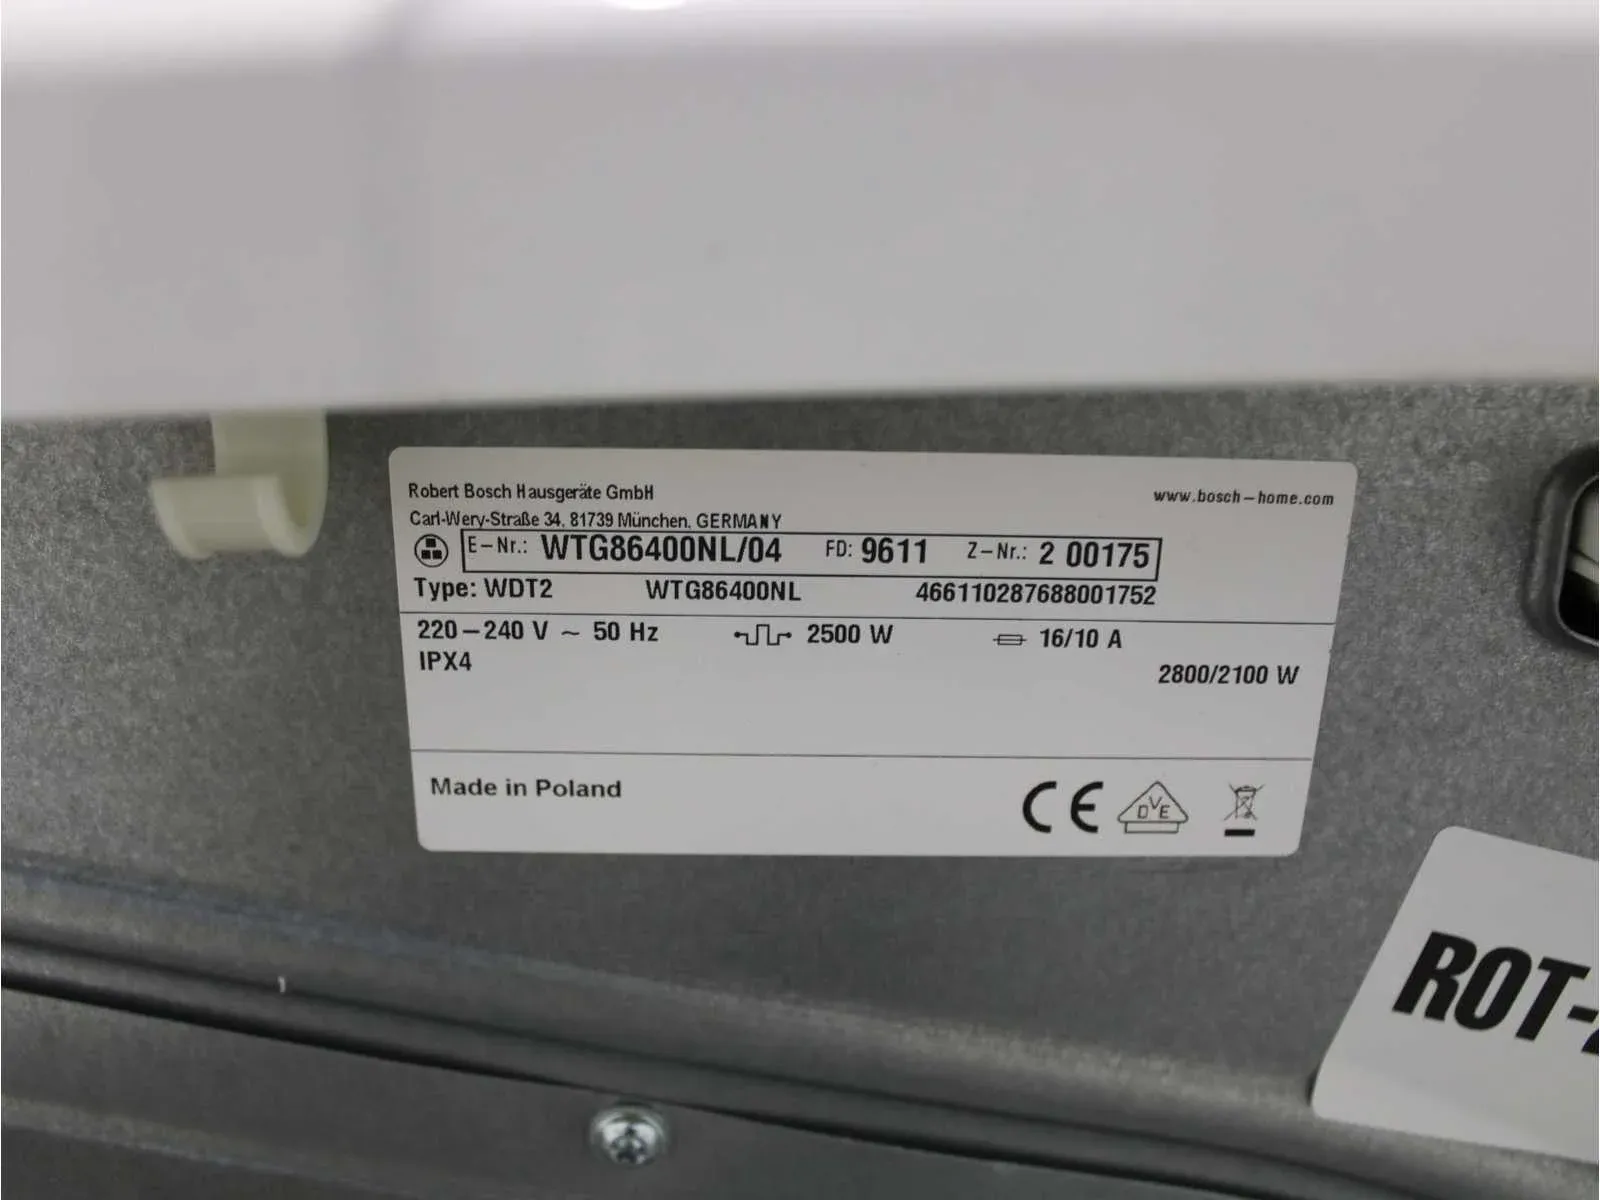 Robert Bosch Hausgeräte GmbH
www.bosch-home.com
Carl-Wery-Straße 34, 81739 München, GERMANY
E-Nr.: WTG86400NL/04 FD: 9611 Z-Nr.: 2 00175
Type: WDT2 WTG86400NL 466110287688001752
220-240 V ~ 50 Hz 2500 W 16/10 A
IPX4
2800/2100 W
Made in Poland
CE
DVE
ROT-